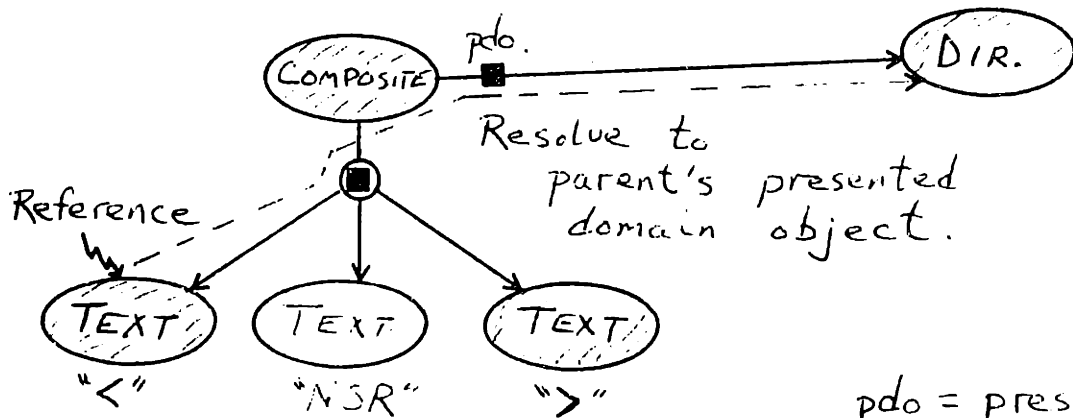 pdo.
COMPOSITE
DIR.
Resolve to
parent's presented
domain object.
Reference
TEXT TEXT TEXT
"<" "NSR" ">"
pdo = pres